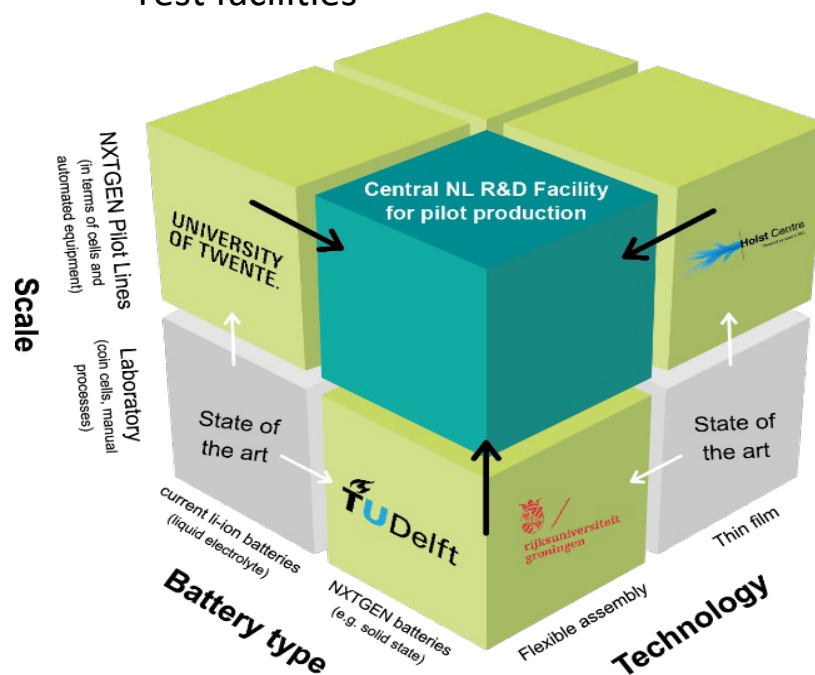 Test facilities
Central NL R&D Facility
for pilot production
NXTGEN Pilot Lines
(in terms of cells and
automated equipment)
UNIVERSITY
OF TWENTE.
Holst Centre
Scale
Laboratory
(coin cells, manual
processes)
State of
the art
State of
the art
TU Delft
rijksuniversiteit
groningen
current li-ion batteries
(liquid electrolyte)
NXTGEN batteries
(e.g. solid state)
Battery type
Flexible assembly
Thin film
Technology